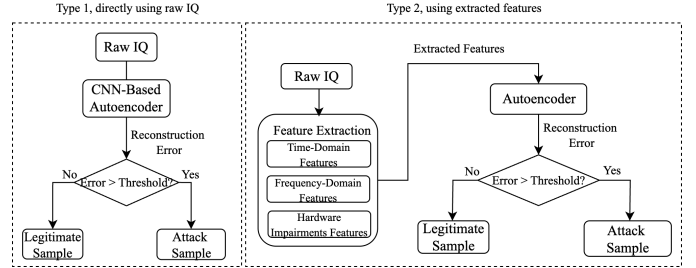 Type 1, directly using raw IQ
Raw IQ
CNN-Based
Autoencoder
Reconstruction
Error
No
Error > Threshold?
Yes
Legitimate
Sample
Attack
Sample
Type 2, using extracted features
Extracted Features
Raw IQ
Feature Extraction
Time-Domain
Features
Frequency-Domain
Features
Hardware
Impairments Features
Autoencoder
Reconstruction
Error
No
Error > Threshold?
Yes
Legitimate
Sample
Attack
Sample